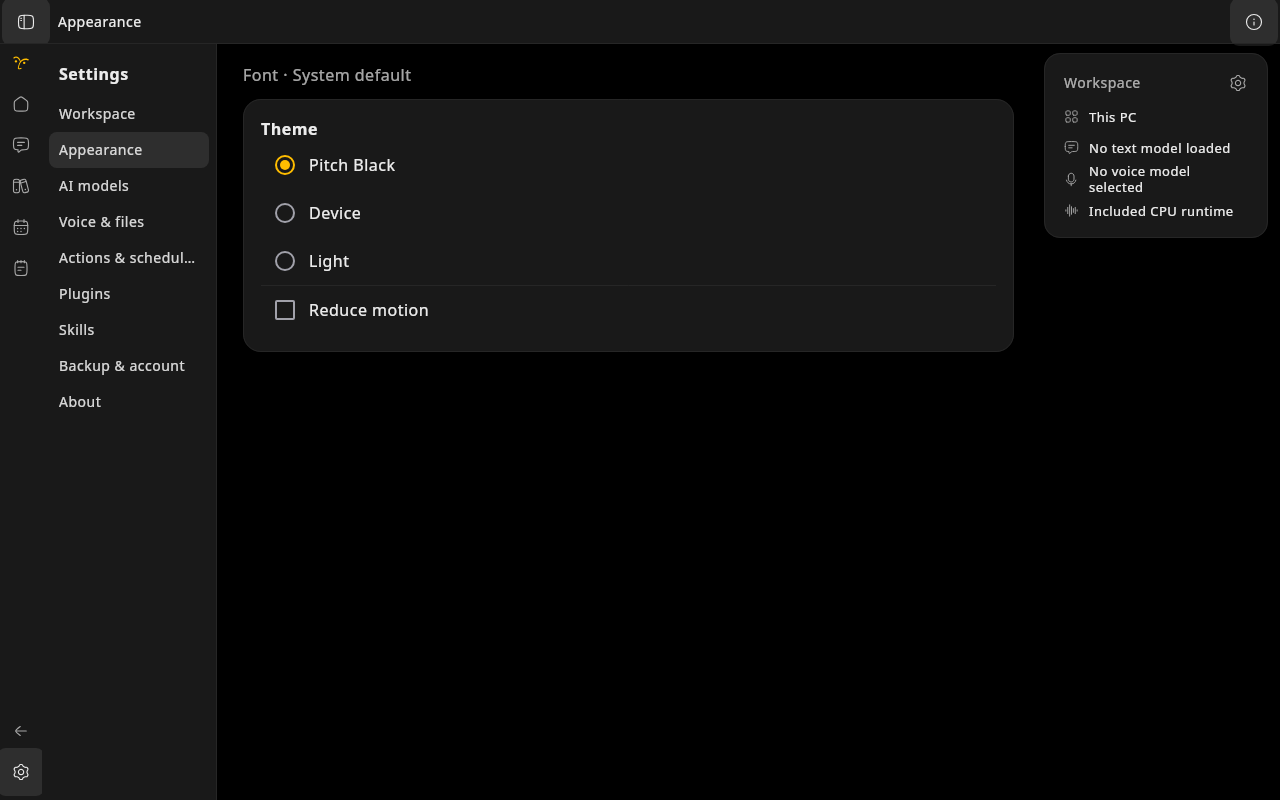 Appearance
Settings
Workspace
Appearance
AI models
Voice & files
Actions & schedul...
Plugins
Skills
Backup & account
About
Font · System default
Theme
Pitch Black
Device
Light
Reduce motion
Workspace
This PC
No text model loaded
No voice model
selected
Included CPU runtime